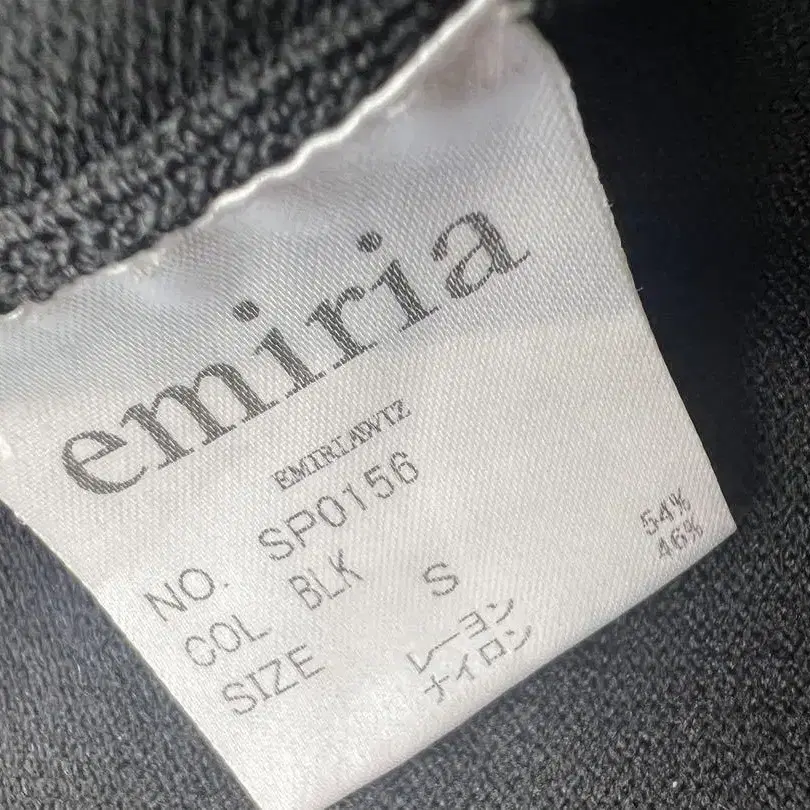 emiria
EMIRIAWIZ
NO. SP0156
COL BLK
SIZE S
レーヨン 54%
ナイロン 46%